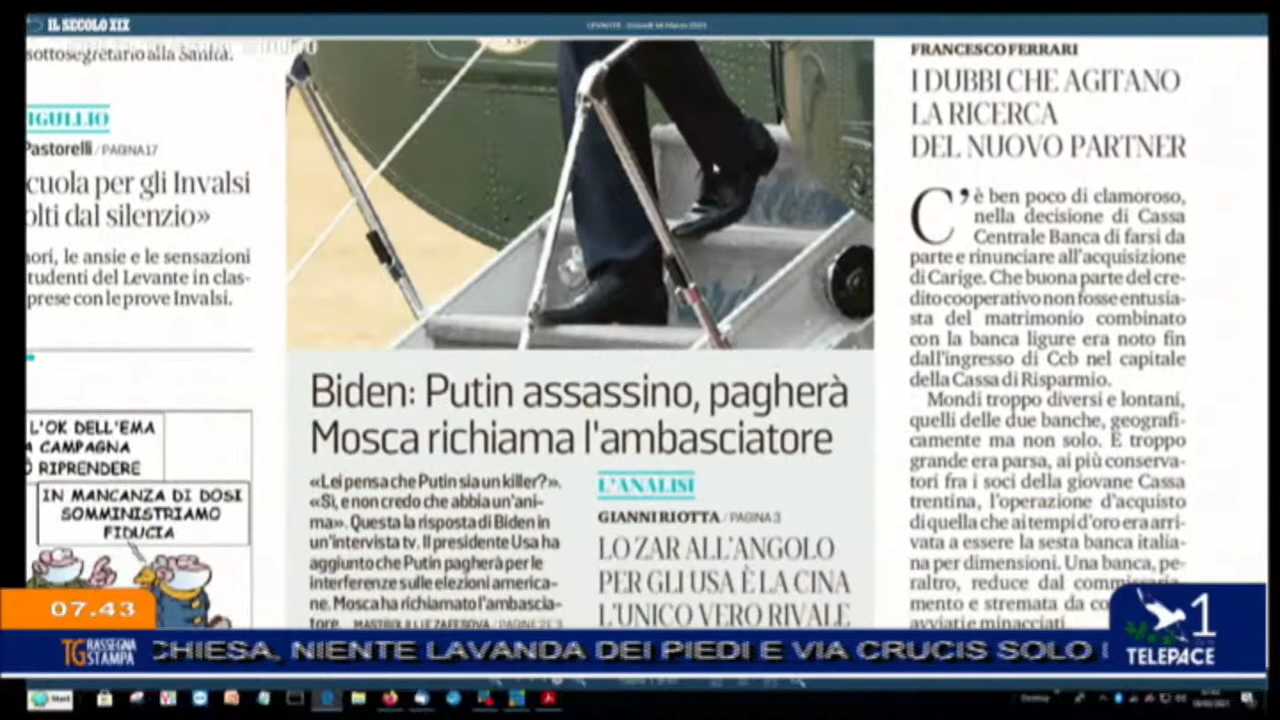 IL SECOLO XIX
LEVANTE
sottosegretario alla Sanità.
IGULLIO
Pastorelli / PAGINA 17
cuola per gli Invalsi
olti dal silenzio»
nori, le ansie e le sensazioni
tudenti del Levante in clas-
prese con le prove Invalsi.
L'OK DELL'EMA
A CAMPAGNA
Ò RIPRENDERE
IN MANCANZA DI DOSI
SOMMINISTRIAMO
FIDUCIA
Biden: Putin assassino, pagherà
Mosca richiama l'ambasciatore
«Lei pensa che Putin sia un killer?».
«Sì, e non credo che abbia un'ani-
ma». Questa la risposta di Biden in
un'intervista tv. Il presidente Usa ha
aggiunto che Putin pagherà per le
interferenze sulle elezioni america-
ne. Mosca ha richiamato l'ambascia-
tore.
L'ANALISI
GIANNI RIOTTA / PAGINA 3
LO ZAR ALL'ANGOLO
PER GLI USA È LA CINA
L'UNICO VERO RIVALE
FRANCESCO FERRARI
I DUBBI CHE AGITANO
LA RICERCA
DEL NUOVO PARTNER
C'è ben poco di clamoroso,
nella decisione di Cassa
Centrale Banca di farsi da
parte e rinunciare all'acquisizione
di Carige. Che buona parte del cre-
dito cooperativo non fosse entusia-
sta del matrimonio combinato
con la banca ligure era noto fin
dall'ingresso di Ccb nel capitale
della Cassa di Risparmio.
Mondi troppo diversi e lontani,
quelli delle due banche, geografi-
camente ma non solo. E troppo
grande era parsa, ai più conserva-
tori fra i soci della giovane Cassa
trentina, l'operazione d'acquisto
di quella che ai tempi d'oro era arri-
vata a essere la sesta banca italia-
na per dimensioni. Una banca, pe-
raltro, reduce dal commissaria-
mento e stremata da co
avviati e minacciati
07.43
TG RASSEGNA
STAMPA
CHIESA, NIENTE LAVANDA DEI PIEDI E VIA CRUCIS SOLO
1
TELEPACE
Start
Desktop